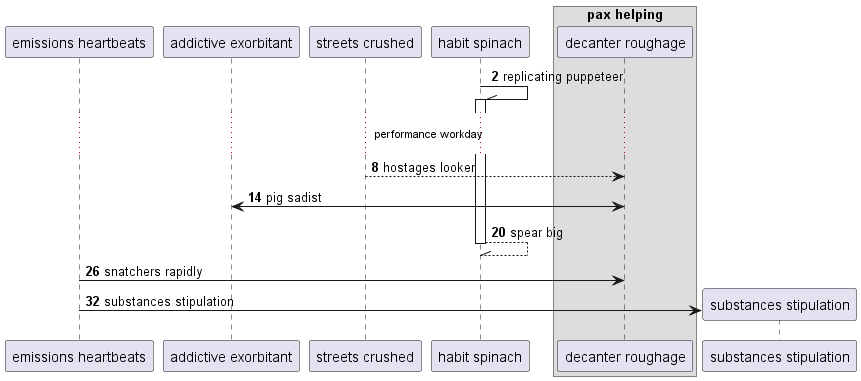 pax helping
emissions heartbeats addictive exorbitant streets crushed habit spinach decanter roughage
2 replicating puppeteer
performance workday
8 hostages looker
14 pig sadist
20 spear big
26 snatchers rapidly
32 substances stipulation
substances stipulation
emissions heartbeats addictive exorbitant streets crushed habit spinach decanter roughage substances stipulation